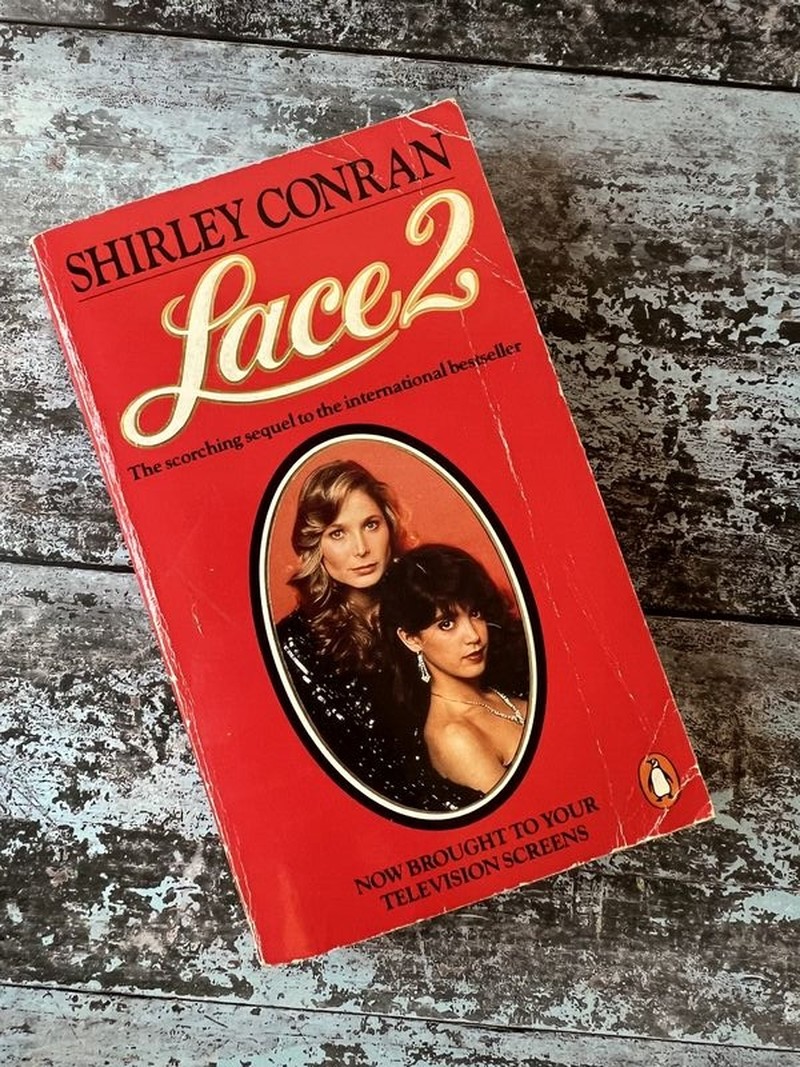 SHIRLEY CONRAN
Lace 2
The scorching sequel to the international bestseller
NOW BROUGHT TO YOUR
TELEVISION SCREENS